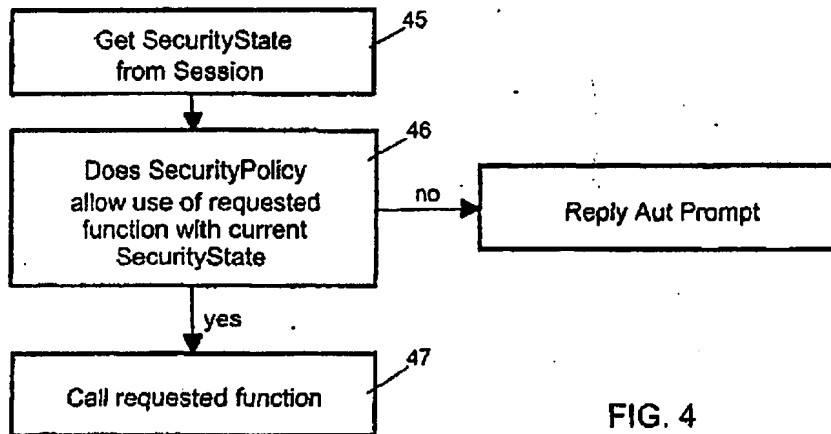 Get SecurityState
from Session
45
Does SecurityPolicy
allow use of requested
function with current
SecurityState
46
no
Reply Aut Prompt
yes
Call requested function
47
FIG. 4